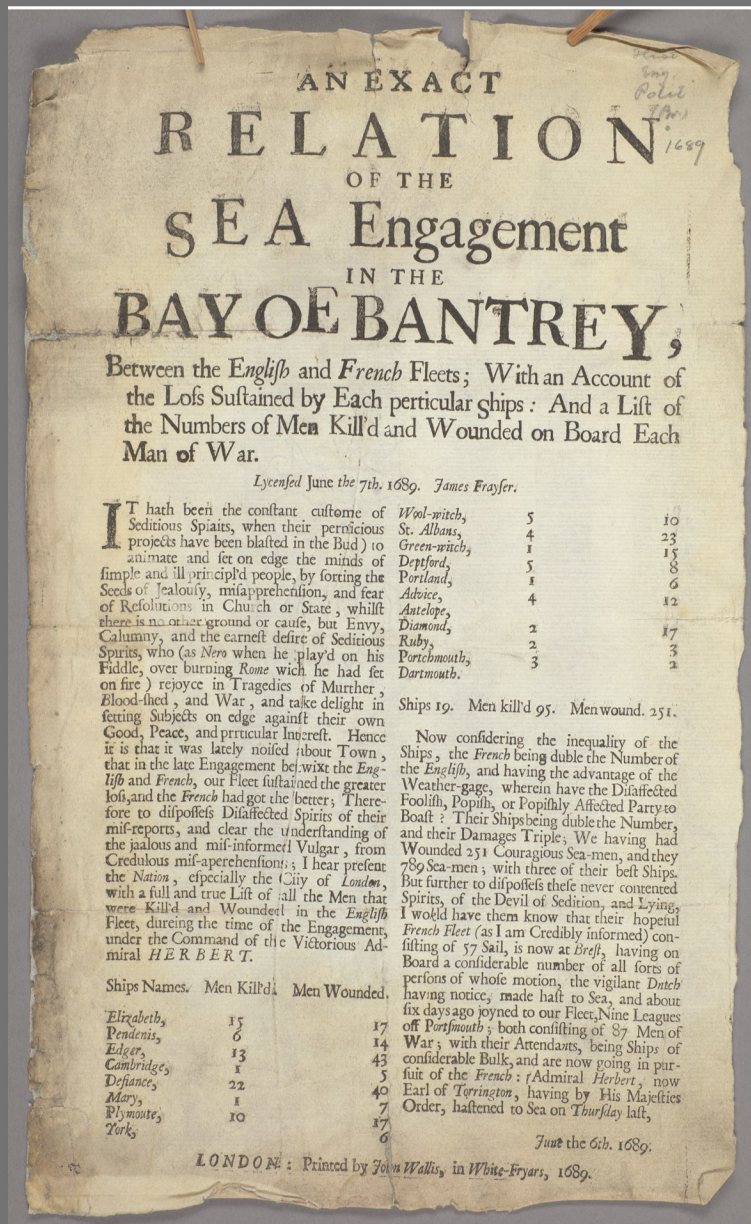 AN EXACT
RELATION
OF THE
SEA Engagement
IN THE
BAY OE BANTREY,
Between the Engliſh and French Fleets; With an Account of
the Loſs Suſtained by Each perticular ſhips: And a Liſt of
the Numbers of Men Kill'd and Wounded on Board Each
Man of War.
Lycenſed June the 7th. 1689. James Frayſer.
IT hath been the conſtant cuſtome of
Seditious Spiaits, when their pernicious
projects have been blaſted in the Bud) to
animate and ſet on edge the minds of
ſimple and ill principl'd people, by ſorting the
Seeds of Jealouſy, miſapprehenſion, and fear
of Reſolutions in Church or State, whilſt
there is no other ground or cauſe, but Envy,
Calumny, and the earneſt deſire of Seditious
Spirits, who (as Nero when he play'd on his
Fiddle, over burning Rome wich he had ſet
on fire) rejoyce in Tragedies of Murther,
Blood-ſhed, and War, and take delight in
ſetting Subjects on edge againſt their own
Good, Peace, and prrticular Intereſt. Hence
it is that it was lately noiſed about Town,
that in the late Engagement betwixt the Eng-
liſh and French, our Fleet ſuſtained the greater
loſs, and the French had got the better; There-
fore to diſpoſſeſs Diſaffected Spirits of their
miſ-reports, and clear the underſtanding of
the jaalous and miſ-informed Vulgar, from
Credulous miſ-aperehenſions; I hear preſent
the Nation, eſpecially the City of London,
with a full and true Liſt of all the Men that
were Kill'd and Wounded in the Engliſh
Fleet, dureing the time of the Engagement,
under the Command of the Victorious Ad-
miral HERBERT.
Ships Names. Men Kill'd. Men Wounded.
Elizabeth, 15 17
Pendenis, 6 14
Edger, 13 43
Cambridge, 1 5
Defiance, 22 40
Mary, 1 7
Plymoute, 10 17
York, 6
Wool-witch, 5 10
St. Albans, 4 23
Green-witch, 1 15
Deptford, 5 8
Portland, 1 6
Advice, 4 12
Antelope,
Diamond, 2 17
Ruby, 2 3
Portchmouth, 3 2
Dartmouth.
Ships 19. Men kill'd 95. Men wound. 251.
Now conſidering the inequality of the
Ships, the French being duble the Number of
the Engliſh, and having the advantage of the
Weather-gage, wherein have the Diſaffected
Fooliſh, Popiſh, or Popiſhly Affected Party to
Boaſt? Their Ships being duble the Number,
and their Damages Triple; We having had
Wounded 251 Couragious Sea-men, and they
789 Sea-men; with three of their beſt Ships.
But further to diſpoſſeſs theſe never contented
Spirits, of the Devil of Sedition, and Lying,
I would have them know that their hopeful
French Fleet (as I am Credibly informed) con-
ſiſting of 57 Sail, is now at Breſt, having on
Board a conſiderable number of all ſorts of
perſons of whoſe motion, the vigilant Dntch
having notice, made haſt to Sea, and about
ſix days ago joyned to our Fleet, Nine Leagues
off Portſmouth; both conſiſting of 87 Men of
War; with their Attendants, being Ships of
conſiderable Bulk, and are now going in pur-
ſuit of the French: (Admiral Herbert, now
Earl of Torrington, having by His Majeſties
Order, haſtened to Sea on Thurſday laſt,
June the 6th. 1689.
LONDON: Printed by John Wallis, in White-Fryars, 1689.
Eng
Polit
1689